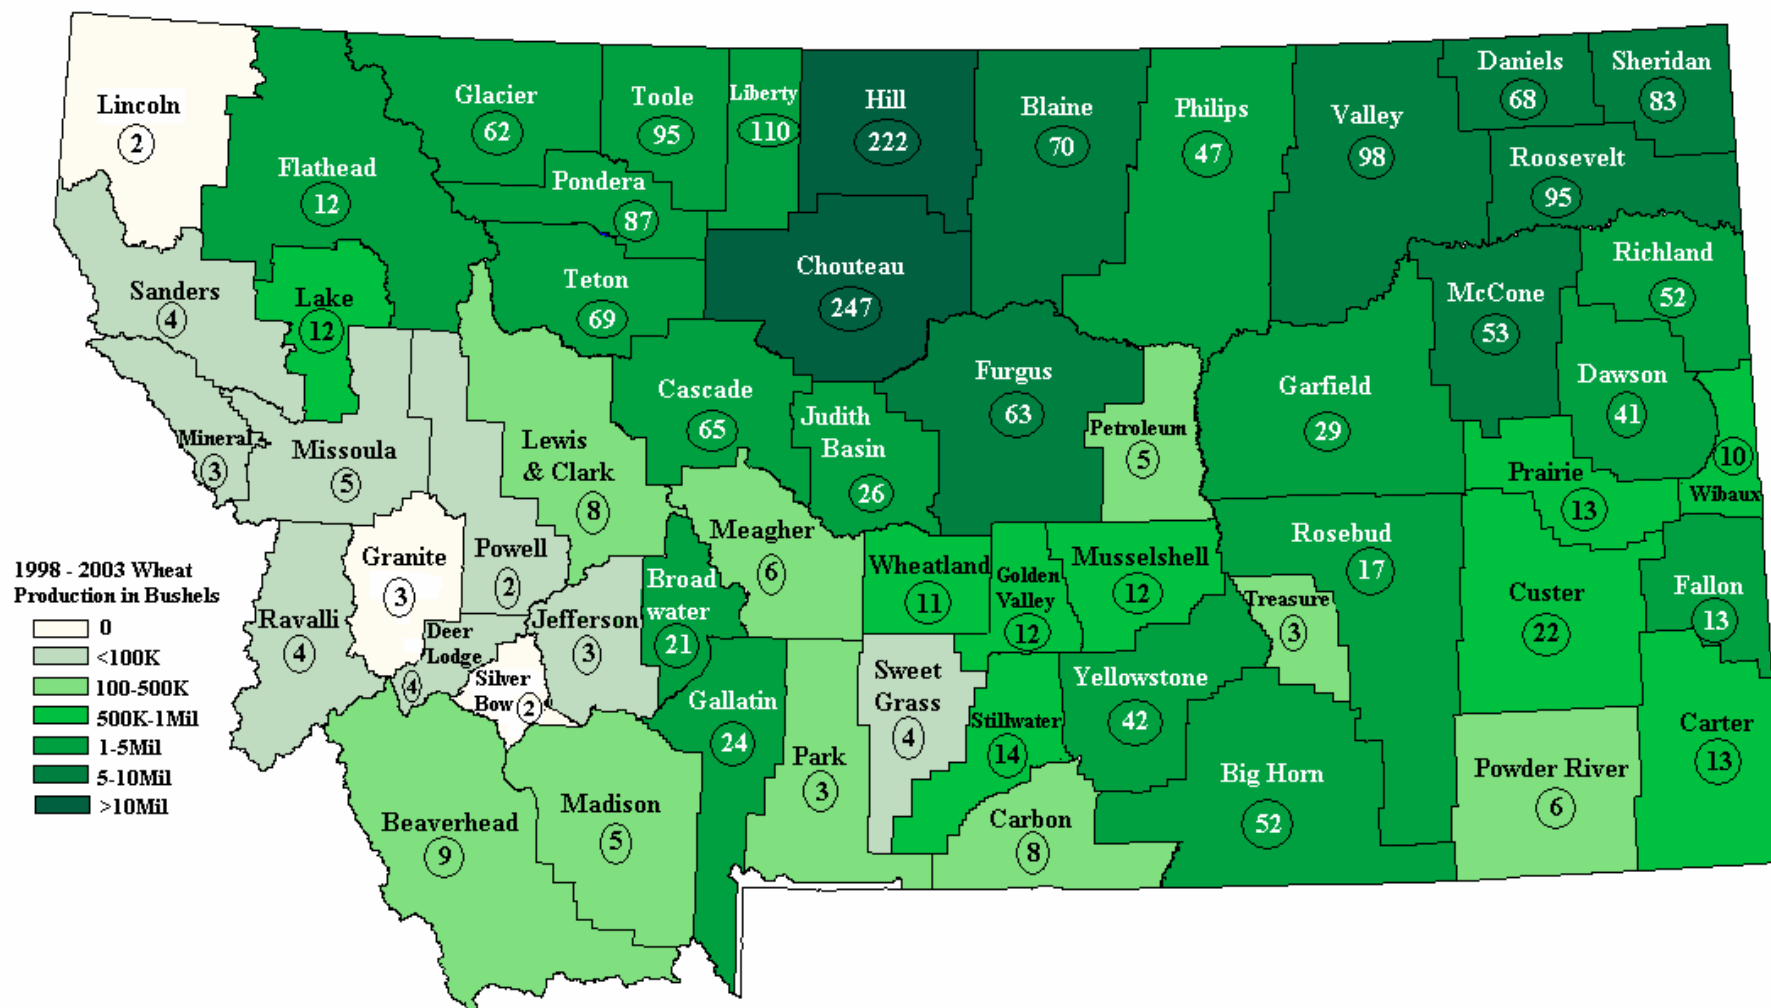 Lincoln
2
Flathead
12
Glacier
62
Toole
95
Liberty
110
Hill
222
Blaine
70
Philips
47
Valley
98
Daniels
68
Sheridan
83
Roosevelt
95
Pondera
87
Sanders
4
Lake
12
Teton
69
Chouteau
247
McCone
53
Richland
52
Cascade
65
Judith
Basin
26
Furgus
63
Petroleum
5
Garfield
29
Dawson
41
Mineral
3
Missoula
5
Lewis
& Clark
8
Prairie
13
10
Wibaux
Granite
3
Powell
2
Meagher
6
Wheatland
11
Golden
Valley
12
Musselshell
12
Rosebud
17
Custer
22
Fallon
13
Ravalli
4
Deer
Lodge
4
Jefferson
3
Broad
water
21
Treasure
3
Silver
Bow
2
Gallatin
24
Park
3
Sweet
Grass
4
Stillwater
14
Yellowstone
42
Big Horn
52
Powder River
6
Carter
13
Beaverhead
9
Madison
5
Carbon
8
1998 - 2003 Wheat
Production in Bushels
0
<100K
100-500K
500K-1Mil
1-5Mil
5-10Mil
>10Mil